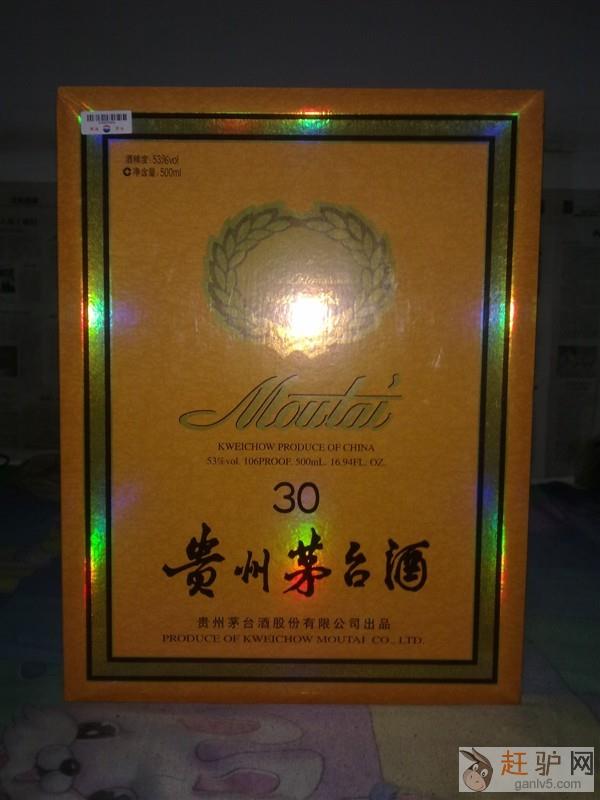 酒精度: 53%vol
净含量: 500ml
Moutai
KWEICHOW PRODUCE OF CHINA
53%vol. 106PROOF. 500mL. 16.94FL. OZ.
30
贵州茅台酒
贵州茅台酒股份有限公司出品
PRODUCE OF KWEICHOW MOUTAI CO., LTD.
赶驴网
ganlv5.com